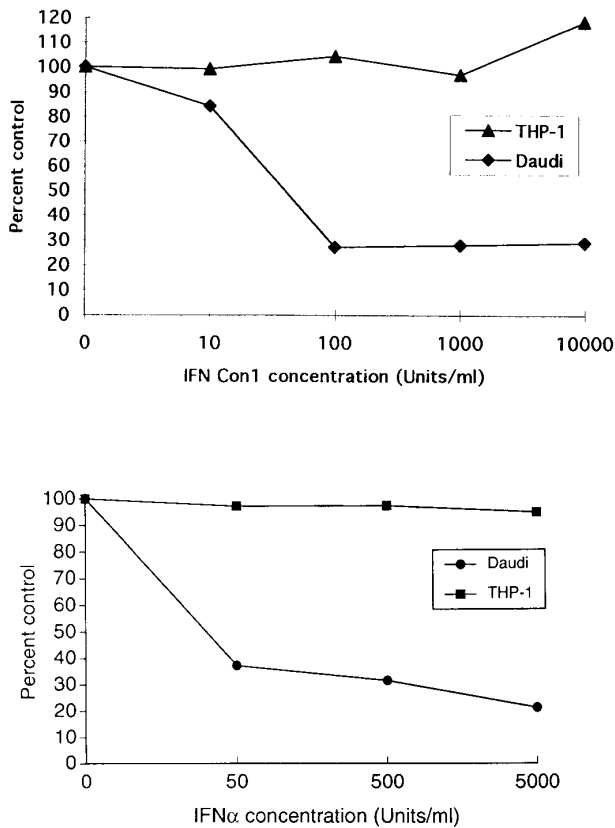 120
110
100
90
80
70
60
50
40
30
20
10
0
Percent control
THP-1
Daudi
0 10 100 1000 10000
IFN Con1 concentration (Units/ml)
100
90
80
70
60
50
40
30
20
10
0
Percent control
Daudi
THP-1
0 50 500 5000
IFNα concentration (Units/ml)